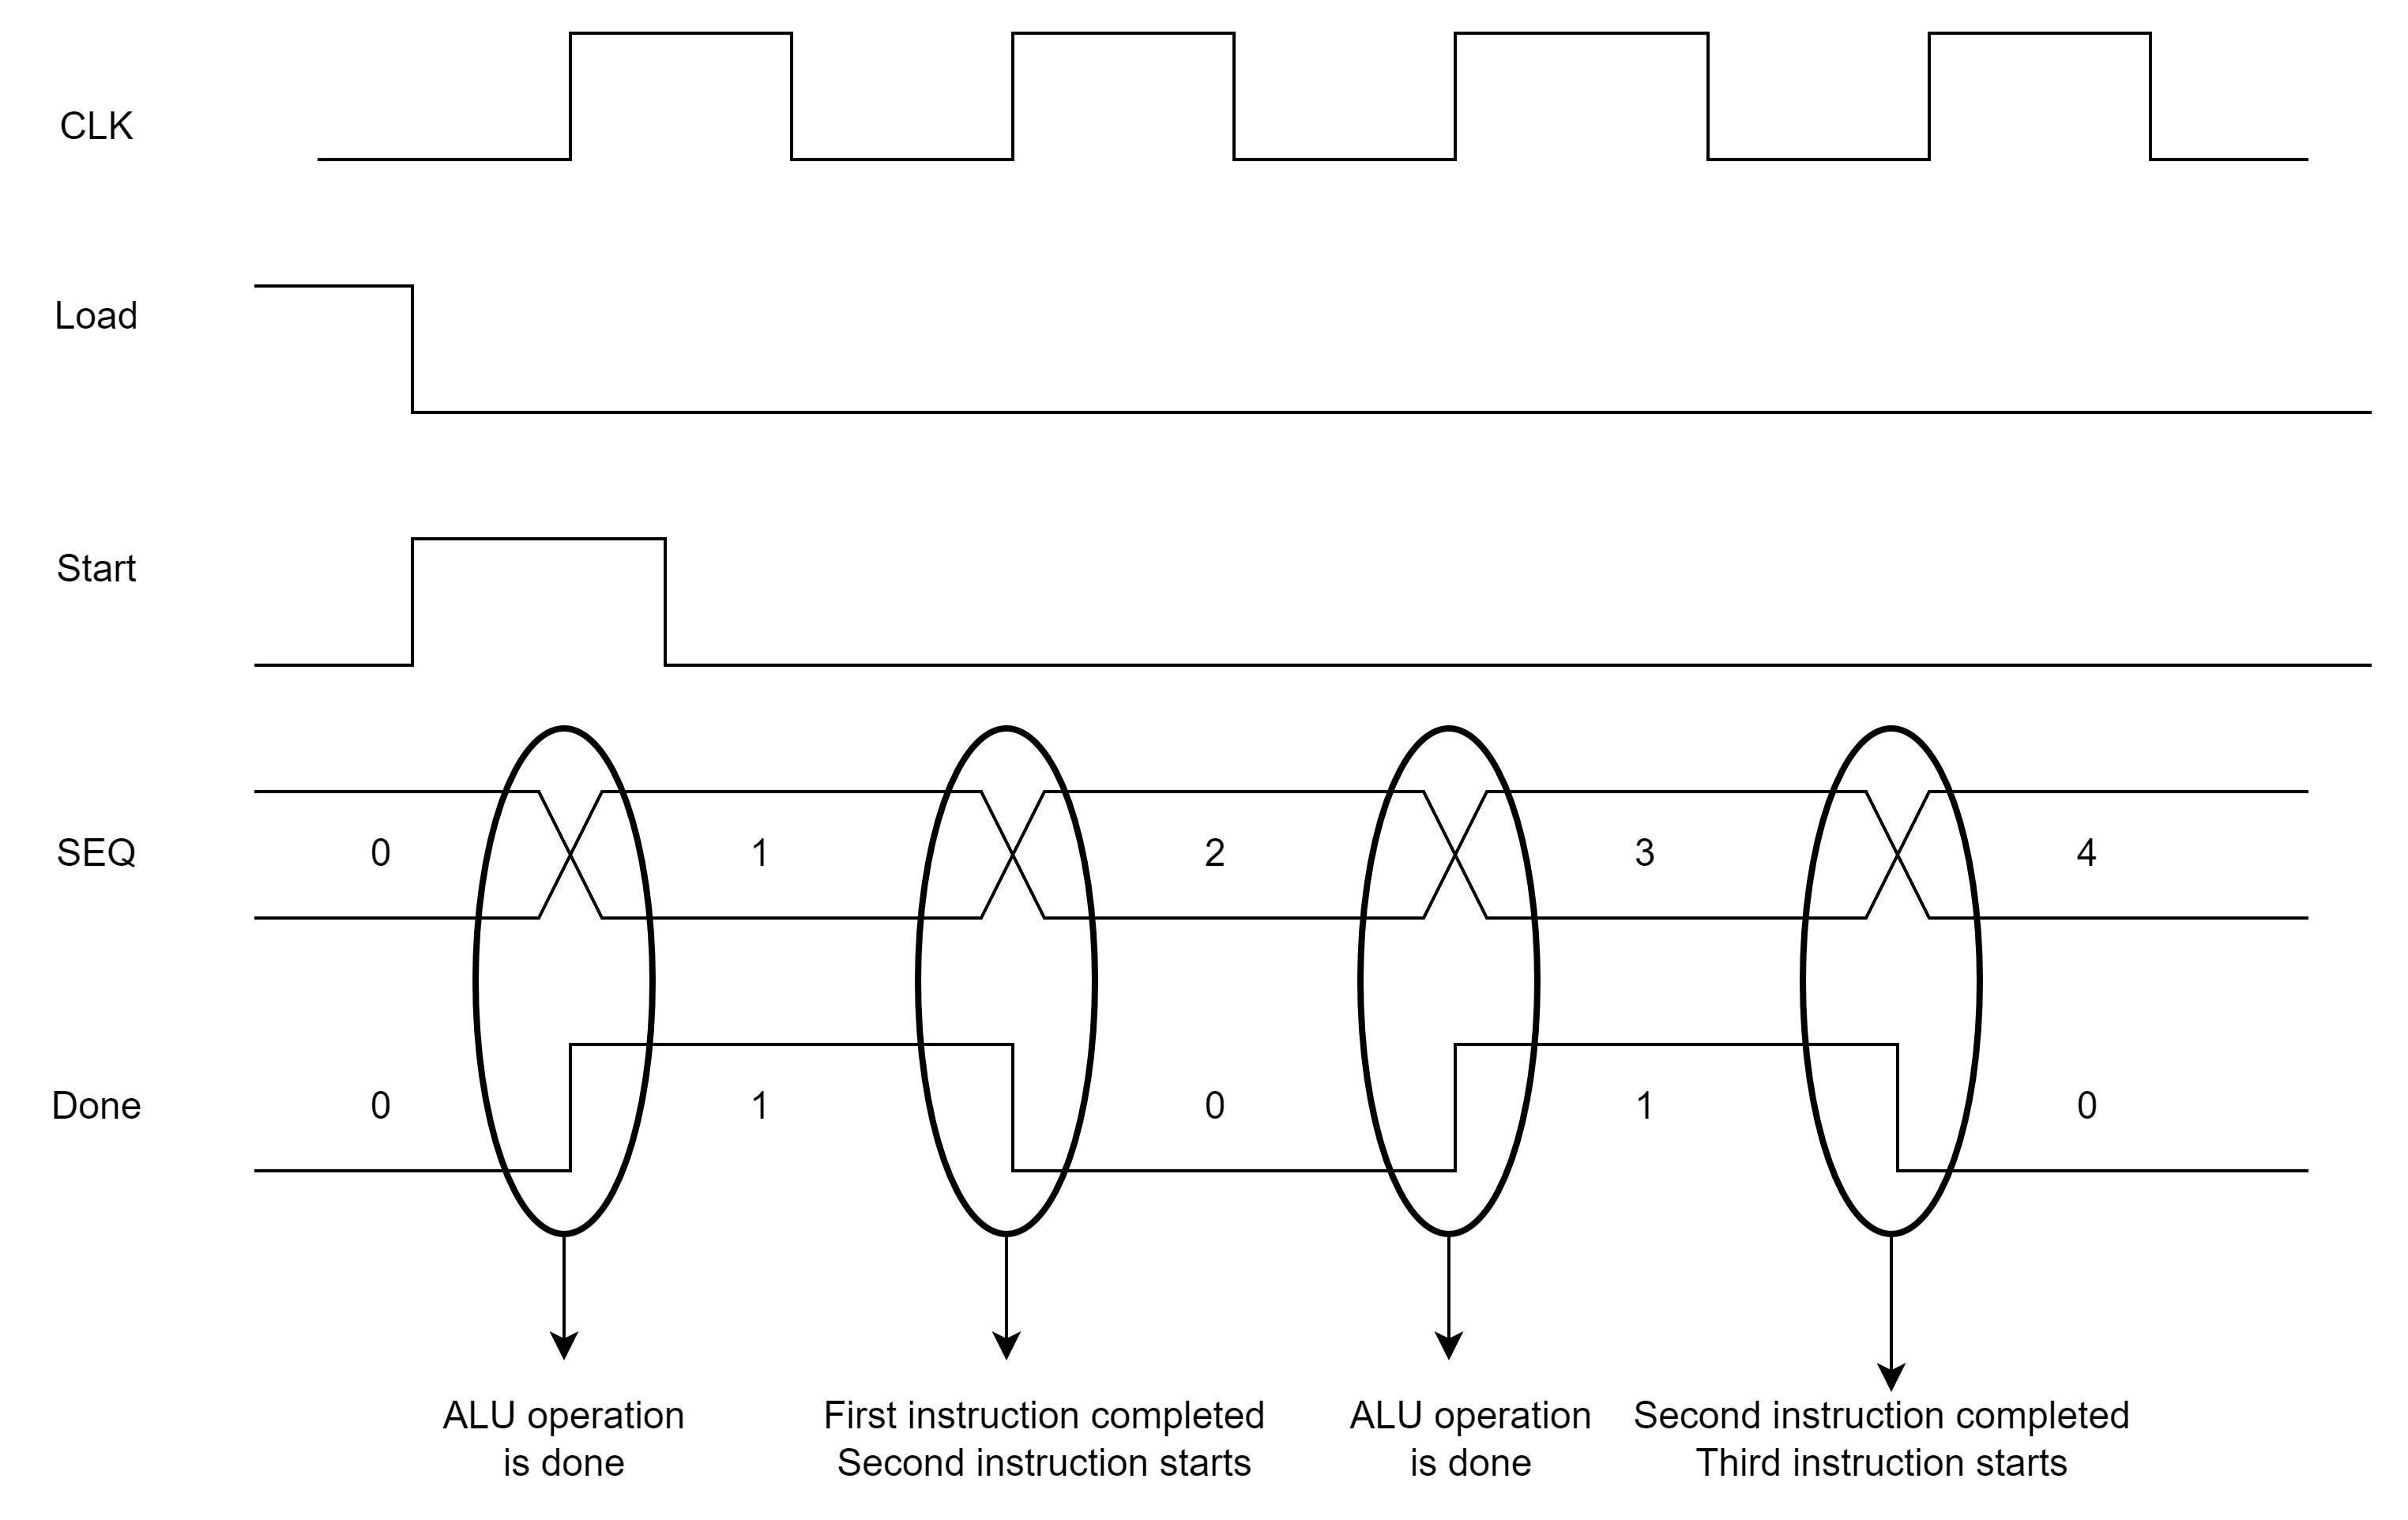 CLK
Load
Start
SEQ 0 1 2 3 4
Done 0 1 0 1 0
ALU operation
is done
First instruction completed
Second instruction starts
ALU operation
is done
Second instruction completed
Third instruction starts